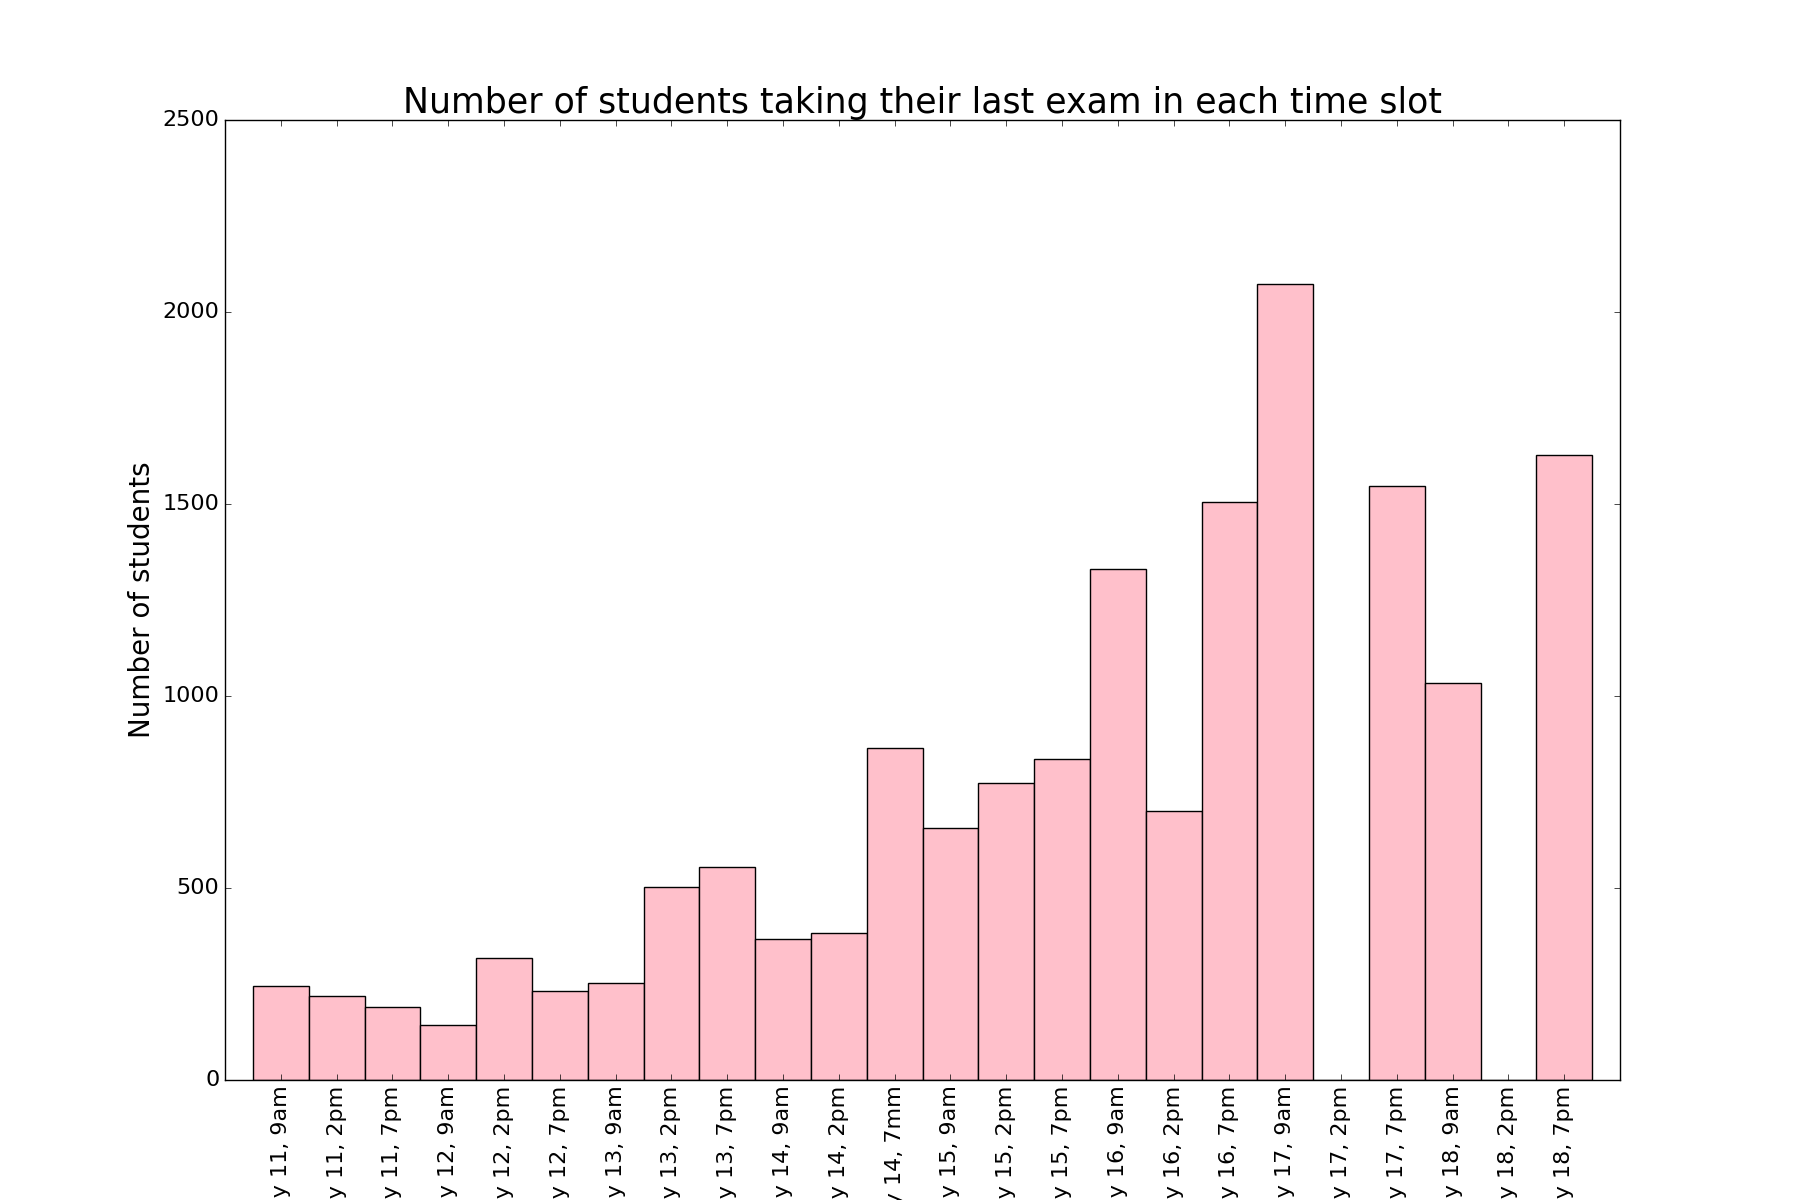 Number of students taking their last exam in each time slot
2500
2000
1500
1000
500
0
Number of students
y 11, 9am
y 11, 2pm
y 11, 7pm
y 12, 9am
y 12, 2pm
y 12, 7pm
y 13, 9am
y 13, 2pm
y 13, 7pm
y 14, 9am
y 14, 2pm
y 14, 7mm
y 15, 9am
y 15, 2pm
y 15, 7pm
y 16, 9am
y 16, 2pm
y 16, 7pm
y 17, 9am
y 17, 2pm
y 17, 7pm
y 18, 9am
y 18, 2pm
y 18, 7pm